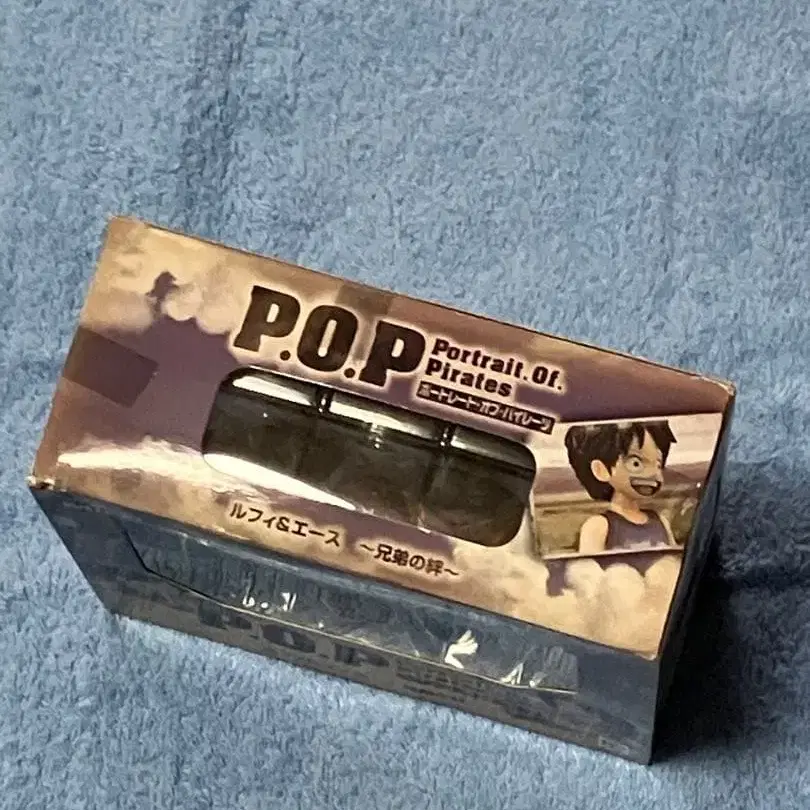 P.O.P
Portrait. Of.
Pirates
ポートレート・オブ・パイレーツ
ルフィ&エース ~兄弟の絆~
P.O.P